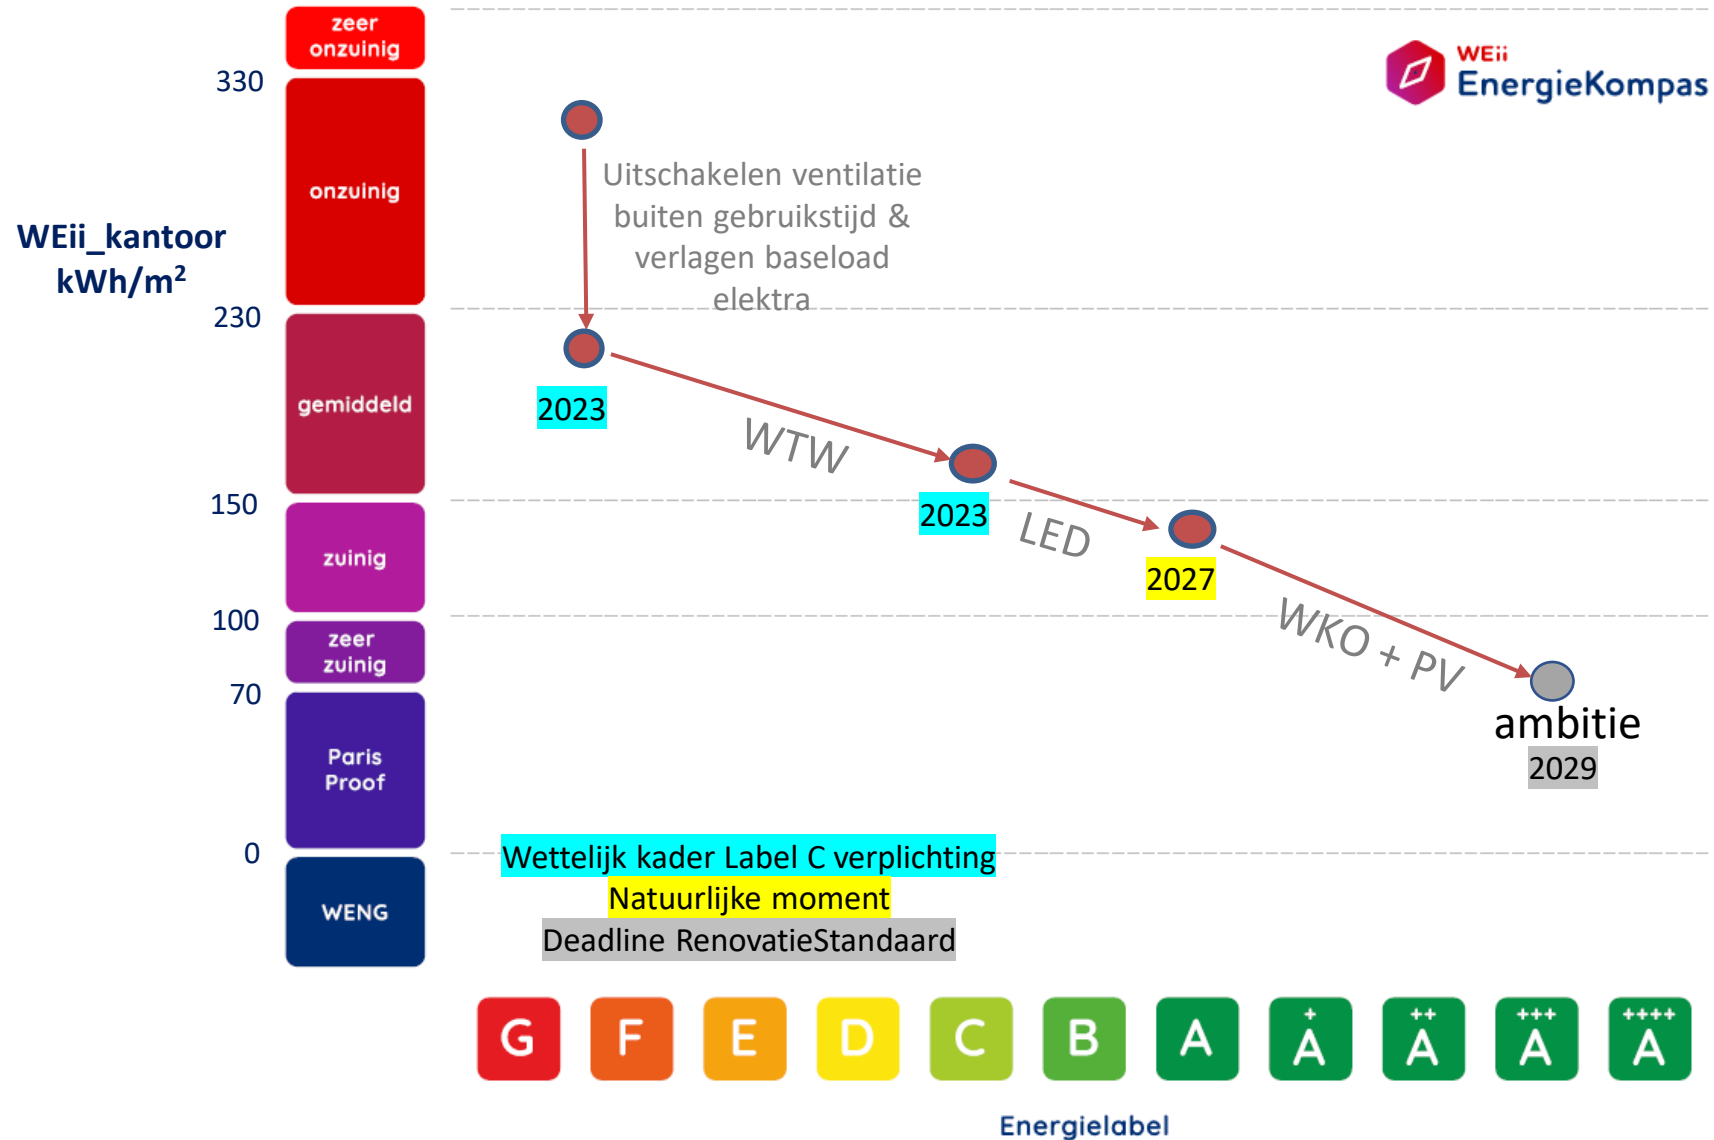 zeer
onzuinig
330
WEii
EnergieKompas
onzuinig
Uitschakelen ventilatie
buiten gebruikstijd &
verlagen baseload
elektra
WEii_kantoor
kWh/m²
230
gemiddeld
2023
WTW
150
2023
LED
zuinig
2027
100
zeer
zuinig
WKO + PV
70
ambitie
2029
Paris
Proof
0
Wettelijk kader Label C verplichting
Natuurlijke moment
Deadline RenovatieStandaard
WENG
G F E D C B A A+ A++ A+++ A++++
Energielabel